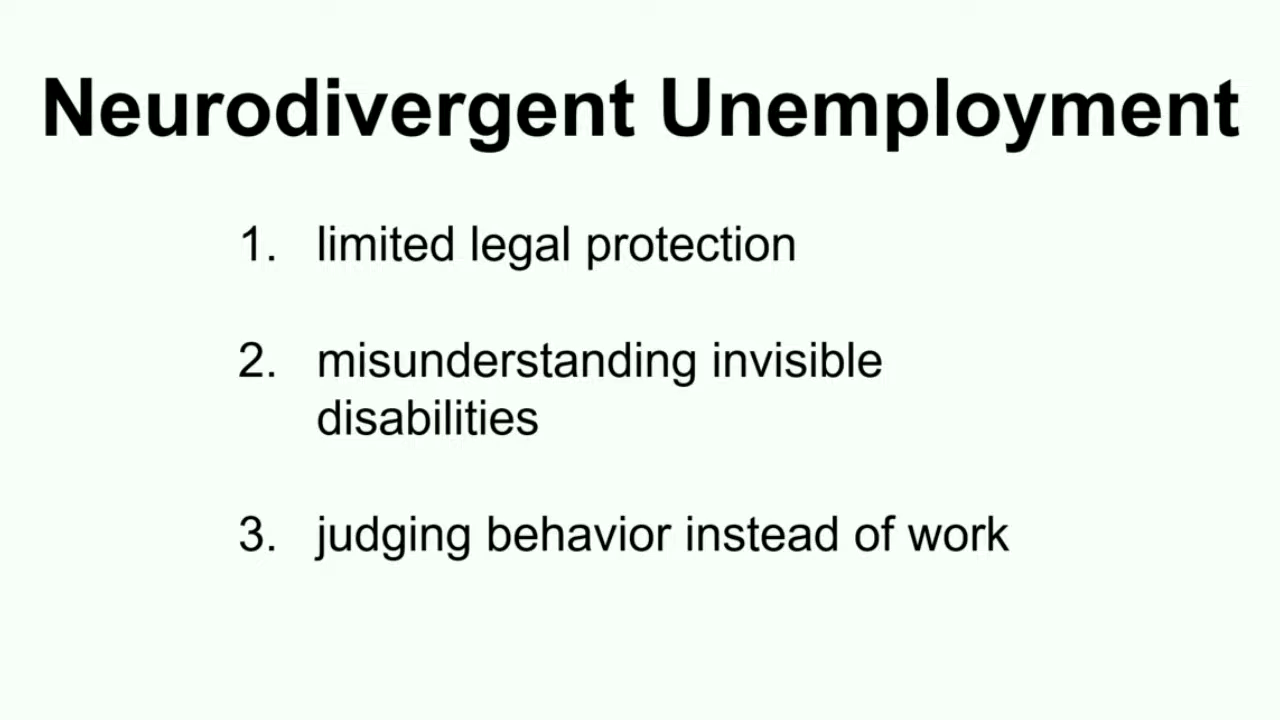 Neurodivergent Unemployment
1. limited legal protection
2. misunderstanding invisible
disabilities
3. judging behavior instead of work